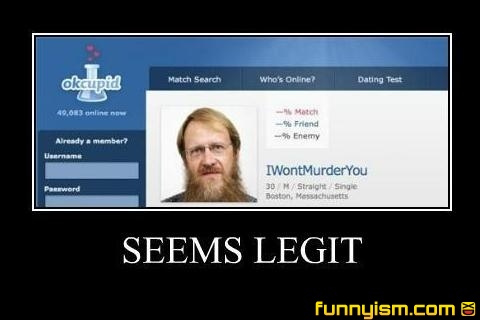 okcupid
49,083 online now
Already a member?
Username
Password
Match Search Who's Online? Dating Test
—% Match
—% Friend
—% Enemy
IWontMurderYou
30 / M / Straight / Single
Boston, Massachusetts
SEEMS LEGIT
funnyism.com